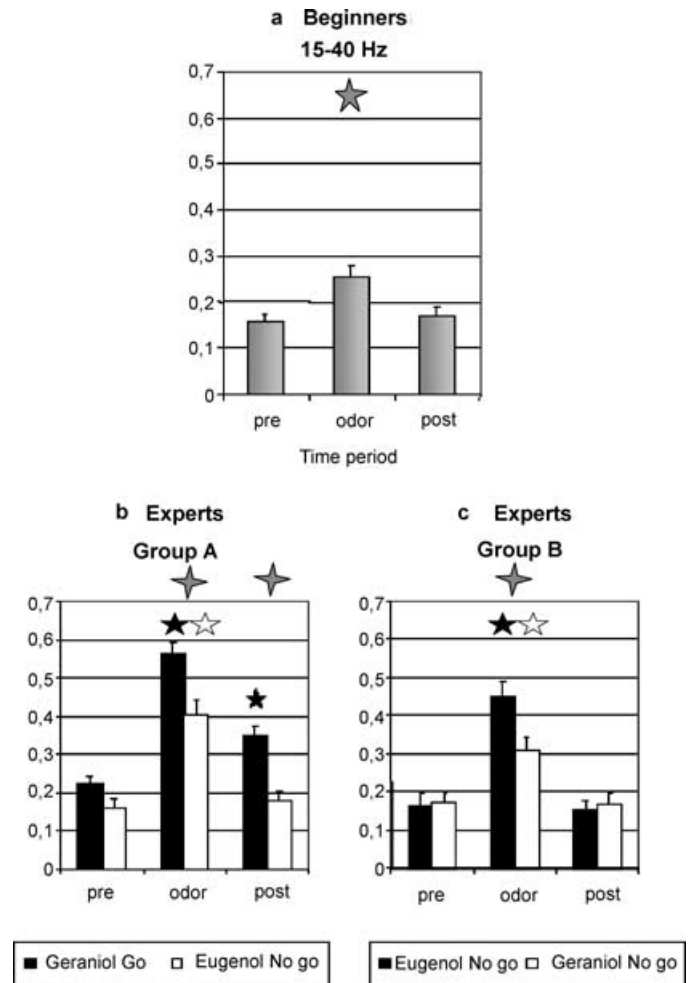 a Beginners
15-40 Hz
0,7
0,6
0,5
0,4
0,3
0,2
0,1
0
pre odor post
Time period
b Experts
Group A
0,7
0,6
0,5
0,4
0,3
0,2
0,1
0
pre odor post
Geraniol Go Eugenol No go
c Experts
Group B
0,7
0,6
0,5
0,4
0,3
0,2
0,1
0
pre odor post
Eugenol No go Geraniol No go